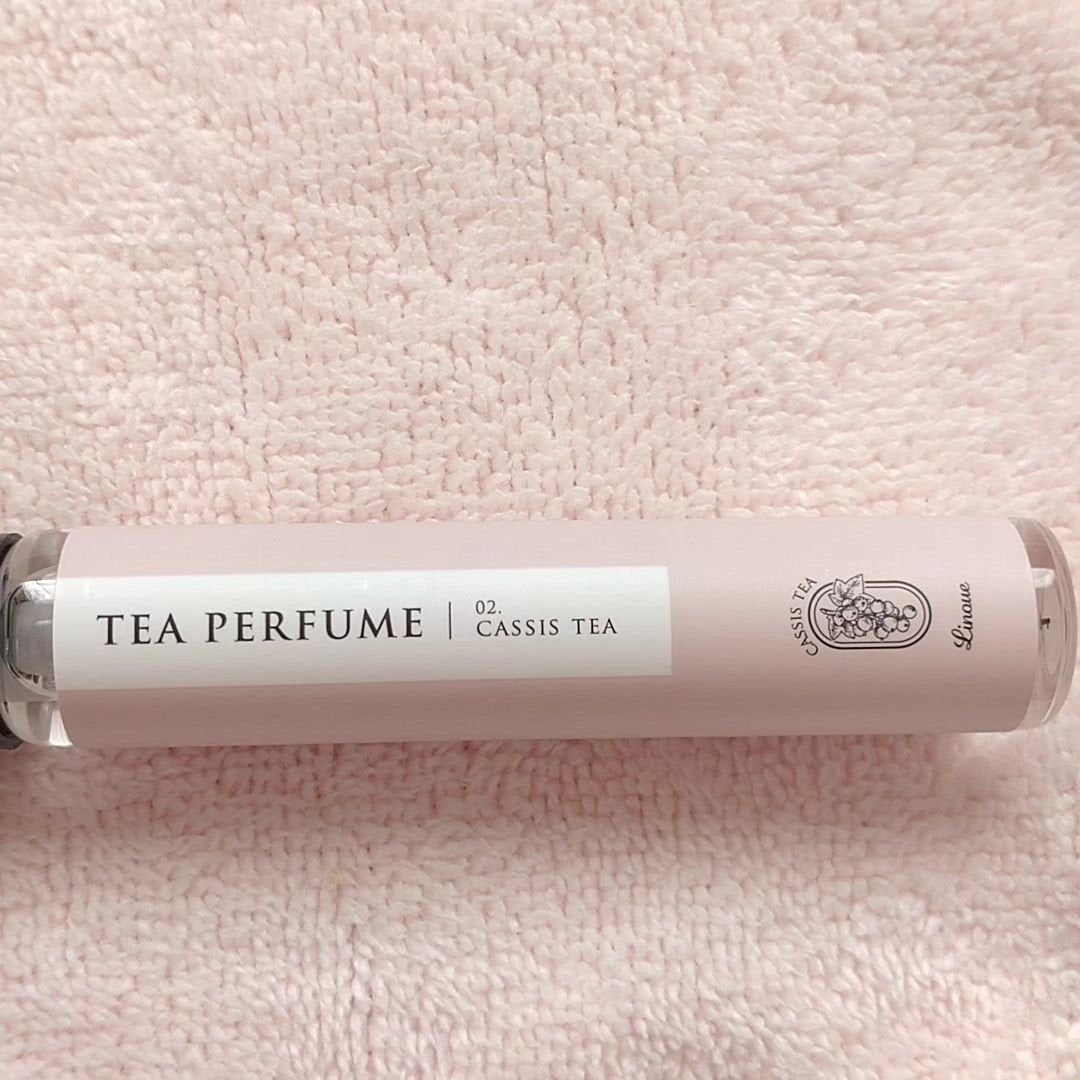 TEA PERFUME
02.
CASSIS TEA
CASSIS TEA
Linoue